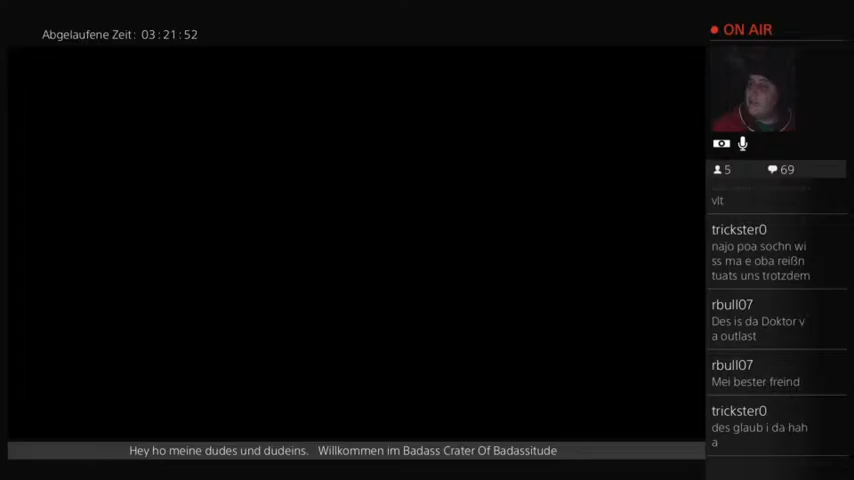 Abgelaufene Zeit: 03:21:52
ON AIR
5 69
vlt
trickster0
najo poa sochn wi
ss ma e oba reißn
tuats uns trotzdem
rbull07
Des is da Doktor v
a outlast
rbull07
Mei bester freind
trickster0
des glaub i da hah
a
Hey ho meine dudes und dudeins. Willkommen im Badass Crater Of Badassitude